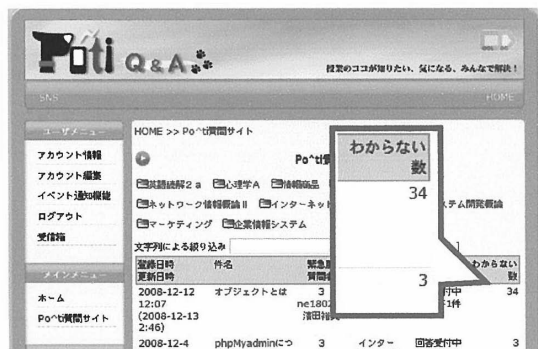 Poti Q&A
授業のココが知りたい、気になる、みんなで解決!
SNS
HOME
ユーザメニュー
アカウント情報
アカウント編集
イベント通知機能
ログアウト
受信箱
メインメニュー
ホーム
Po^ti質問サイト
HOME >> Po^ti質問サイト
Po^ti質
英語読解2a 心理学A 情報商品
ネットワーク情報概論II インターネット ステム開発概論
マーケティング 企業情報システム
文字列による絞り込み
登録日時 件名 緊急度 わからない
更新日時 質問者 数
2008-12-12 オブジェクトとは 3 付中 34
12:07 ne1802 1件
(2008-12-13 濱田裕
2:46)
2008-12-4 phpMyadminにつ 3 インター 回答受付中 3
わからない
数
34
3